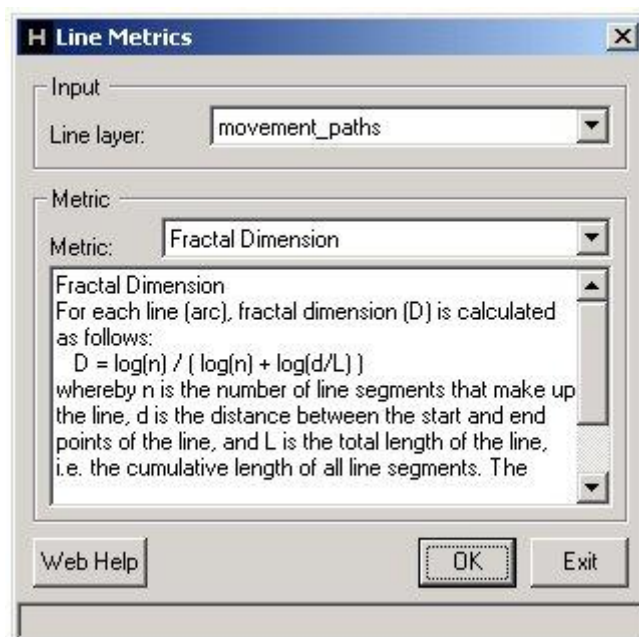 H Line Metrics
Input
Line layer: movement_paths
Metric
Metric: Fractal Dimension
Fractal Dimension
For each line (arc), fractal dimension (D) is calculated
as follows:
D = log(n) / ( log(n) + log(d/L) )
whereby n is the number of line segments that make up
the line, d is the distance between the start and end
points of the line, and L is the total length of the line,
i.e. the cumulative length of all line segments. The
Web Help OK Exit